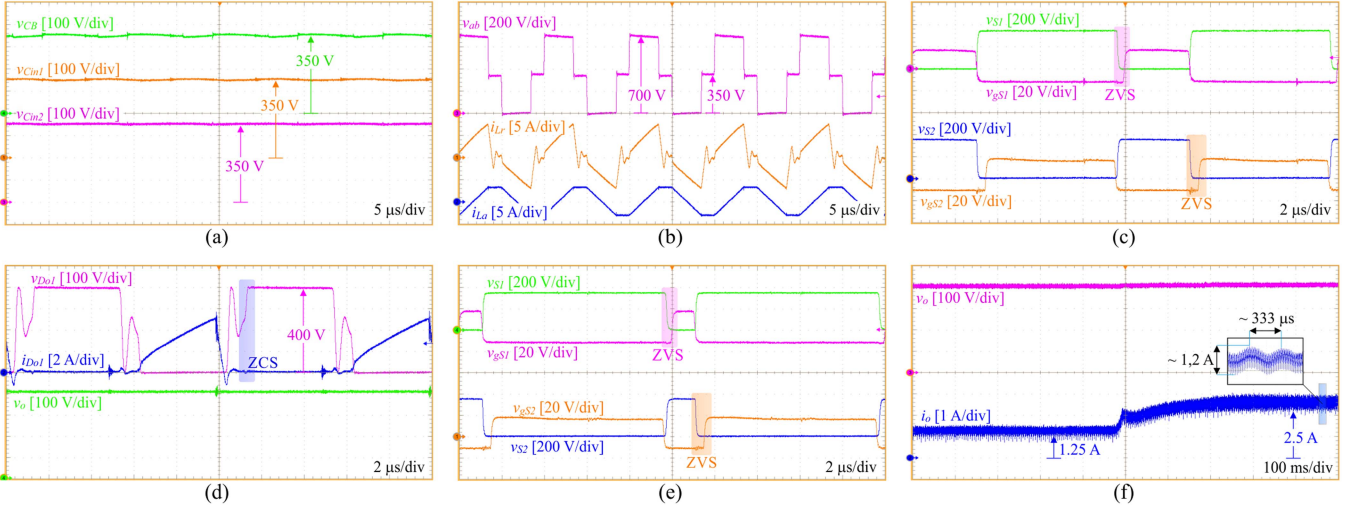 v_CB [100 V/div]
350 V
v_Cin1 [100 V/div]
350 V
v_Cin2 [100 V/div]
350 V
5 μs/div
(a)
v_ab [200 V/div]
700 V
350 V
i_Lr [5 A/div]
i_La [5 A/div]
5 μs/div
(b)
v_S1 [200 V/div]
v_gS1 [20 V/div]
ZVS
v_S2 [200 V/div]
v_gS2 [20 V/div]
ZVS
2 μs/div
(c)
v_Do1 [100 V/div]
400 V
i_Do1 [2 A/div]
ZCS
v_o [100 V/div]
2 μs/div
(d)
v_S1 [200 V/div]
v_gS1 [20 V/div]
ZVS
v_gS2 [20 V/div]
v_S2 [200 V/div]
ZVS
2 μs/div
(e)
v_o [100 V/div]
~ 333 μs
~ 1,2 A
i_o [1 A/div]
1.25 A
2.5 A
100 ms/div
(f)